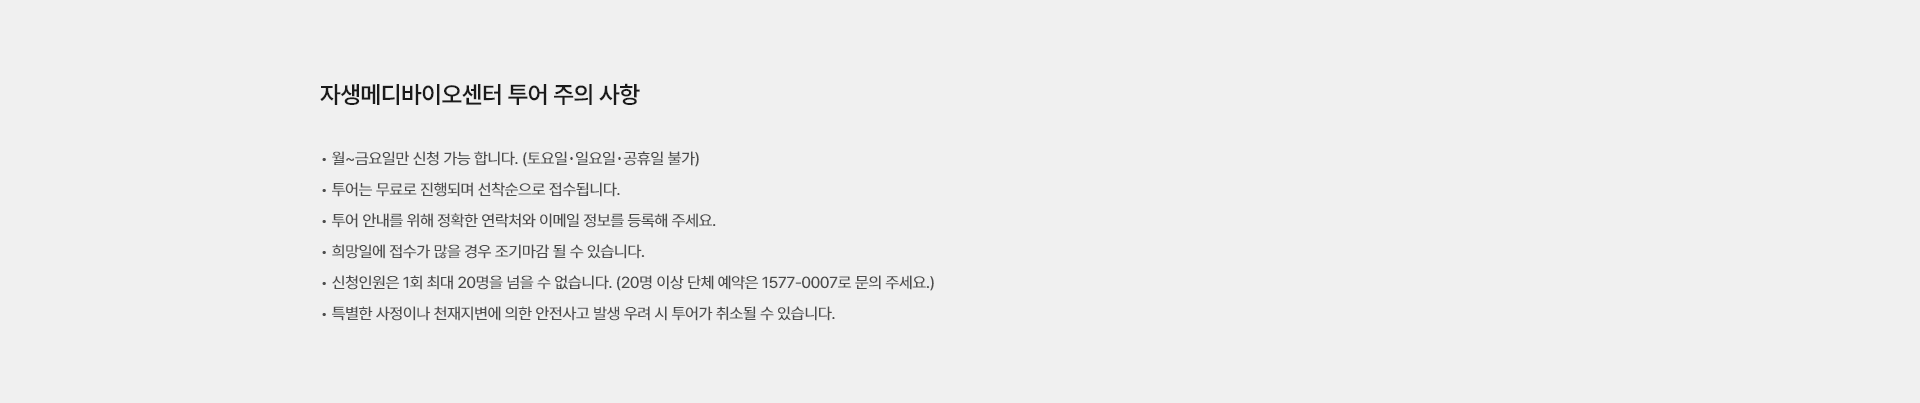 자생메디바이오센터 투어 주의 사항
• 월~금요일만 신청 가능 합니다. (토요일·일요일·공휴일 불가)
• 투어는 무료로 진행되며 선착순으로 접수됩니다.
• 투어 안내를 위해 정확한 연락처와 이메일 정보를 등록해 주세요.
• 희망일에 접수가 많을 경우 조기마감 될 수 있습니다.
• 신청인원은 1회 최대 20명을 넘을 수 없습니다. (20명 이상 단체 예약은 1577-0007로 문의 주세요.)
• 특별한 사정이나 천재지변에 의한 안전사고 발생 우려 시 투어가 취소될 수 있습니다.